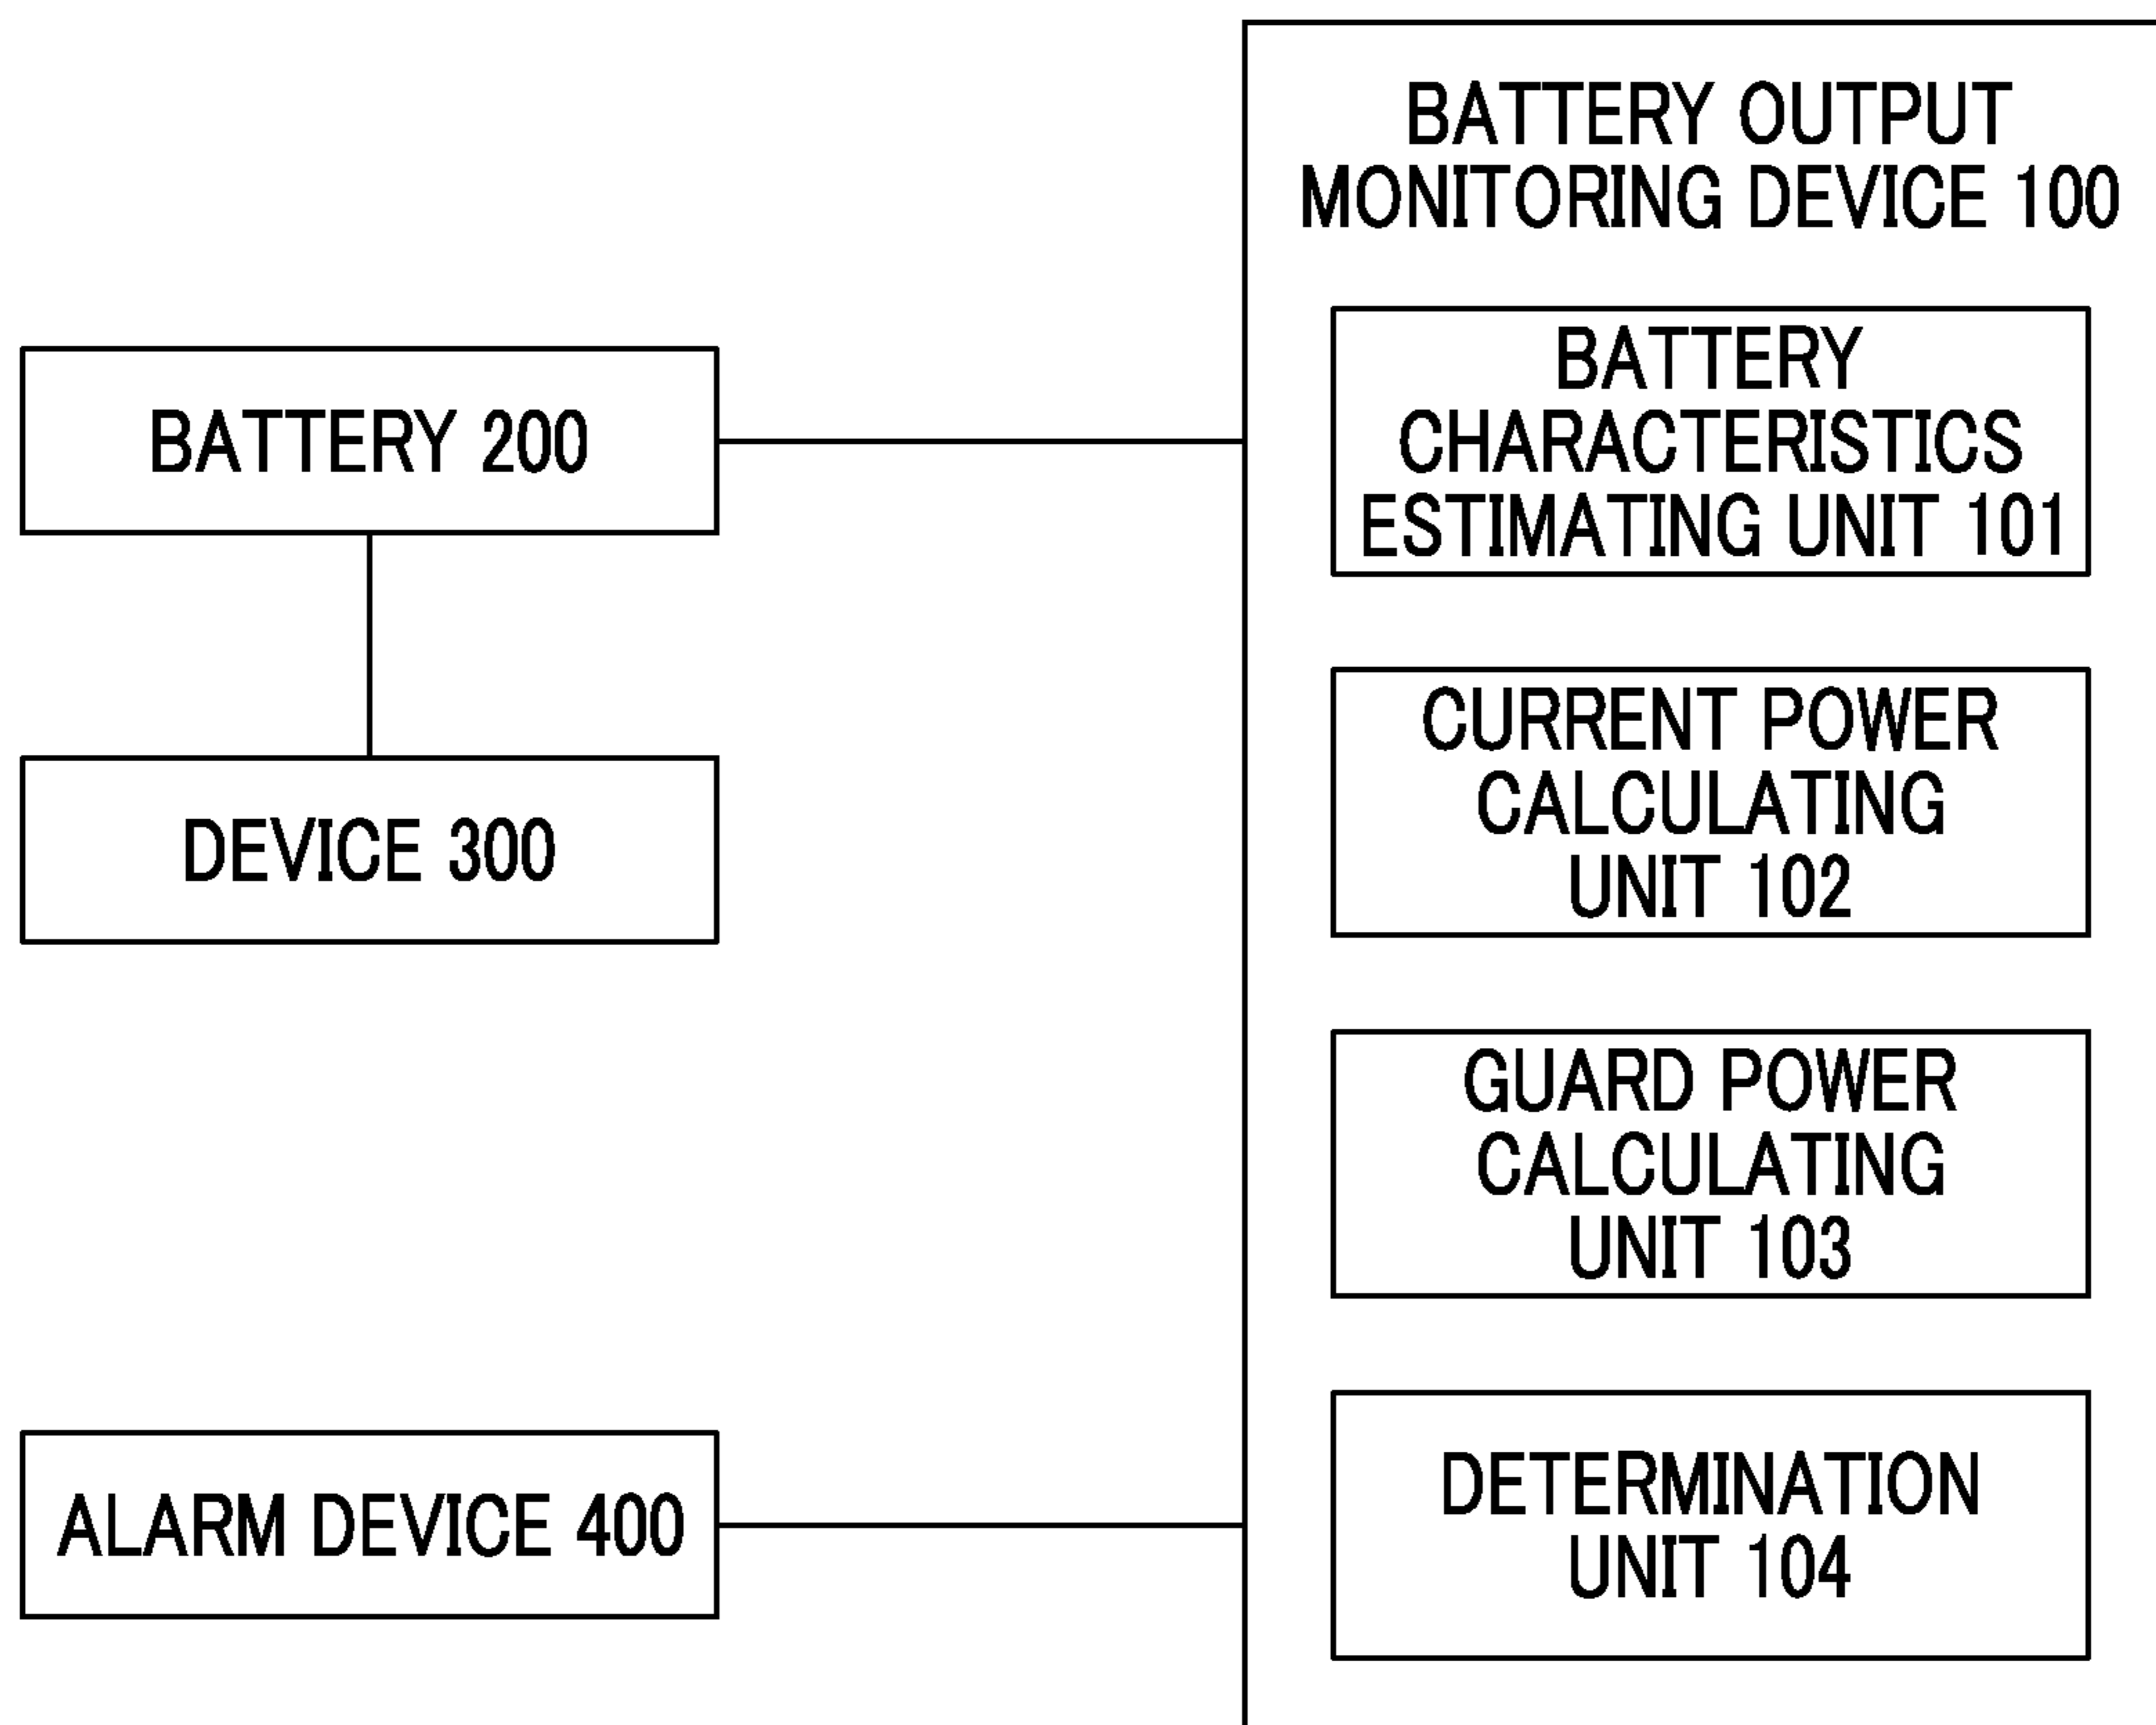 BATTERY OUTPUT
MONITORING DEVICE 100
BATTERY 200
BATTERY
CHARACTERISTICS
ESTIMATING UNIT 101
DEVICE 300
CURRENT POWER
CALCULATING
UNIT 102
GUARD POWER
CALCULATING
UNIT 103
ALARM DEVICE 400
DETERMINATION
UNIT 104